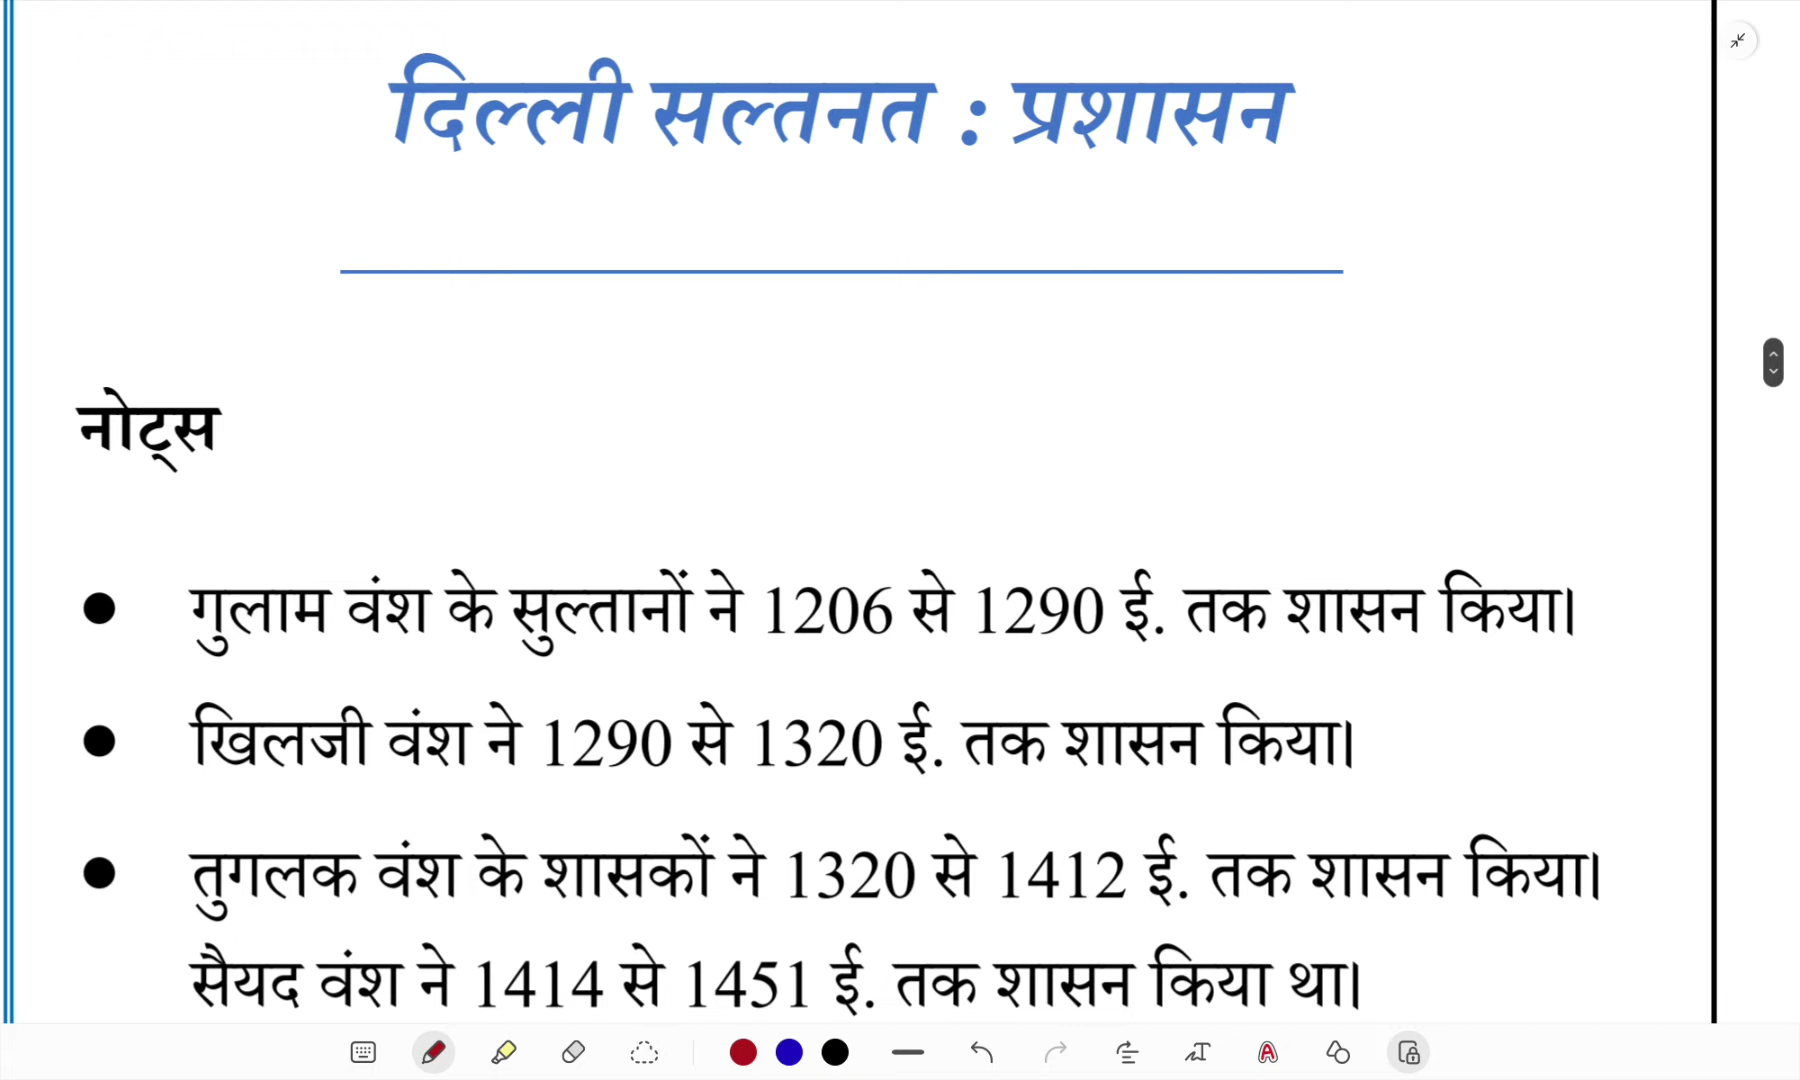 दिल्ली सल्तनत : प्रशासन
नोट्स
● गुलाम वंश के सुल्तानों ने 1206 से 1290 ई. तक शासन किया।
● खिलजी वंश ने 1290 से 1320 ई. तक शासन किया।
● तुगलक वंश के शासकों ने 1320 से 1412 ई. तक शासन किया।
सैयद वंश ने 1414 से 1451 ई. तक शासन किया था।